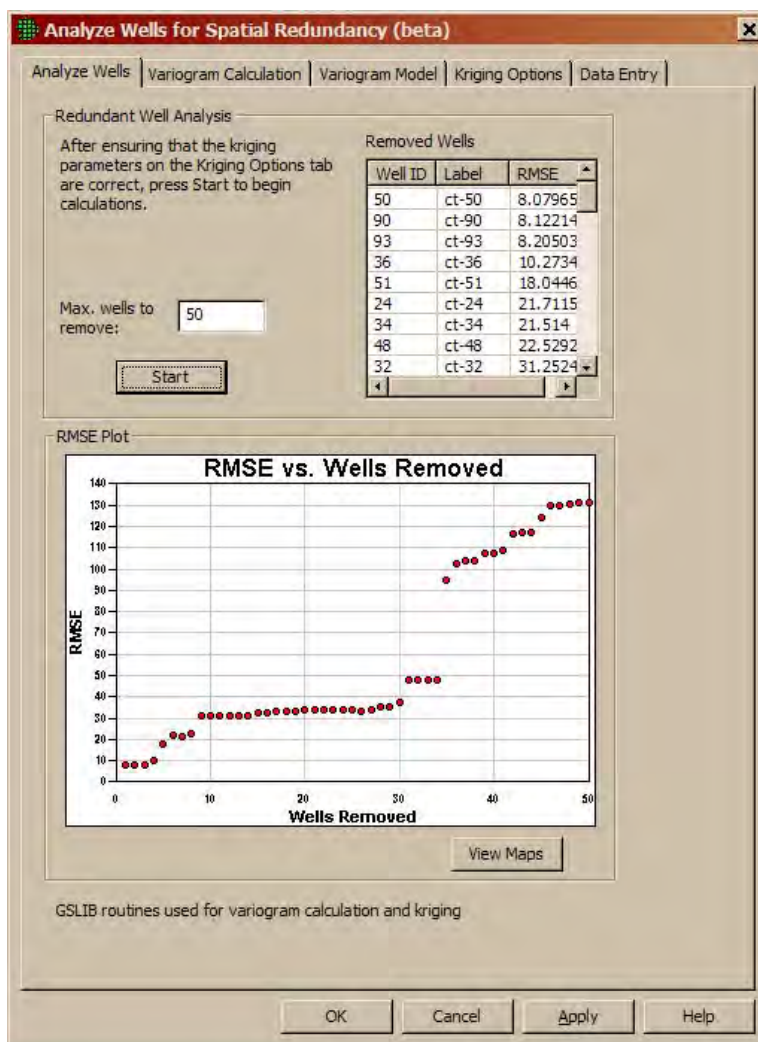 Analyze Wells for Spatial Redundancy (beta)
Analyze Wells Variogram Calculation Variogram Model Kriging Options Data Entry
Redundant Well Analysis
After ensuring that the kriging
parameters on the Kriging Options tab
are correct, press Start to begin
calculations.
Max. wells to
remove:
50
Start
Removed Wells
Well ID Label RMSE
50 ct-50 8.07965
90 ct-90 8.12214
93 ct-93 8.20503
36 ct-36 10.2734
51 ct-51 18.0446
24 ct-24 21.7115
34 ct-34 21.514
48 ct-48 22.5292
32 ct-32 31.2524
RMSE Plot
RMSE vs. Wells Removed
140
130
120
110
100
90
80
70
60
50
40
30
20
10
0
RMSE
0 10 20 30 40 50
Wells Removed
View Maps
GSLIB routines used for variogram calculation and kriging
OK Cancel Apply Help